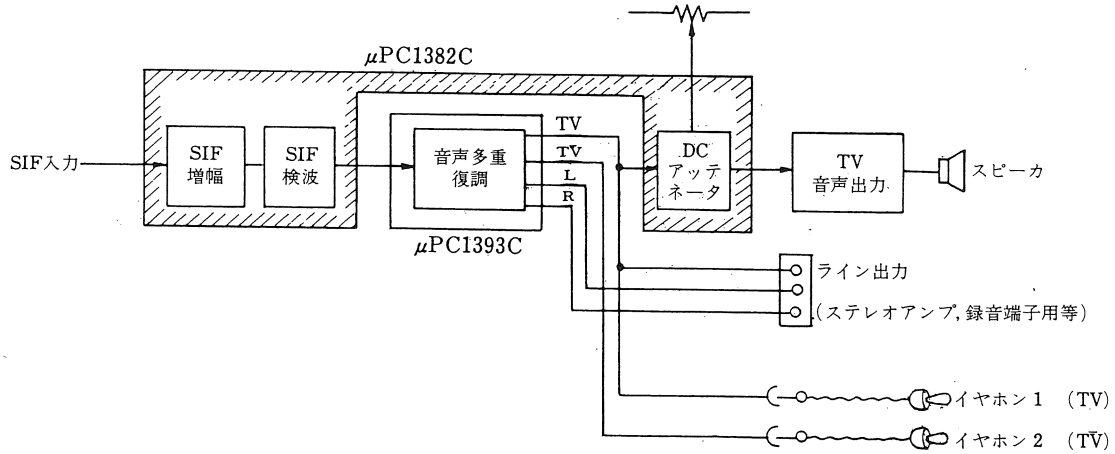 μPC1382C
SIF入力
SIF
増幅
SIF
検波
音声多重
復調
TV
T̄V̄
L
R
μPC1393C
DC
アッテ
ネータ
TV
音声出力
スピーカ
ライン出力
(ステレオアンプ,録音端子用等)
イヤホン1 (TV)
イヤホン2 (T̄V̄)